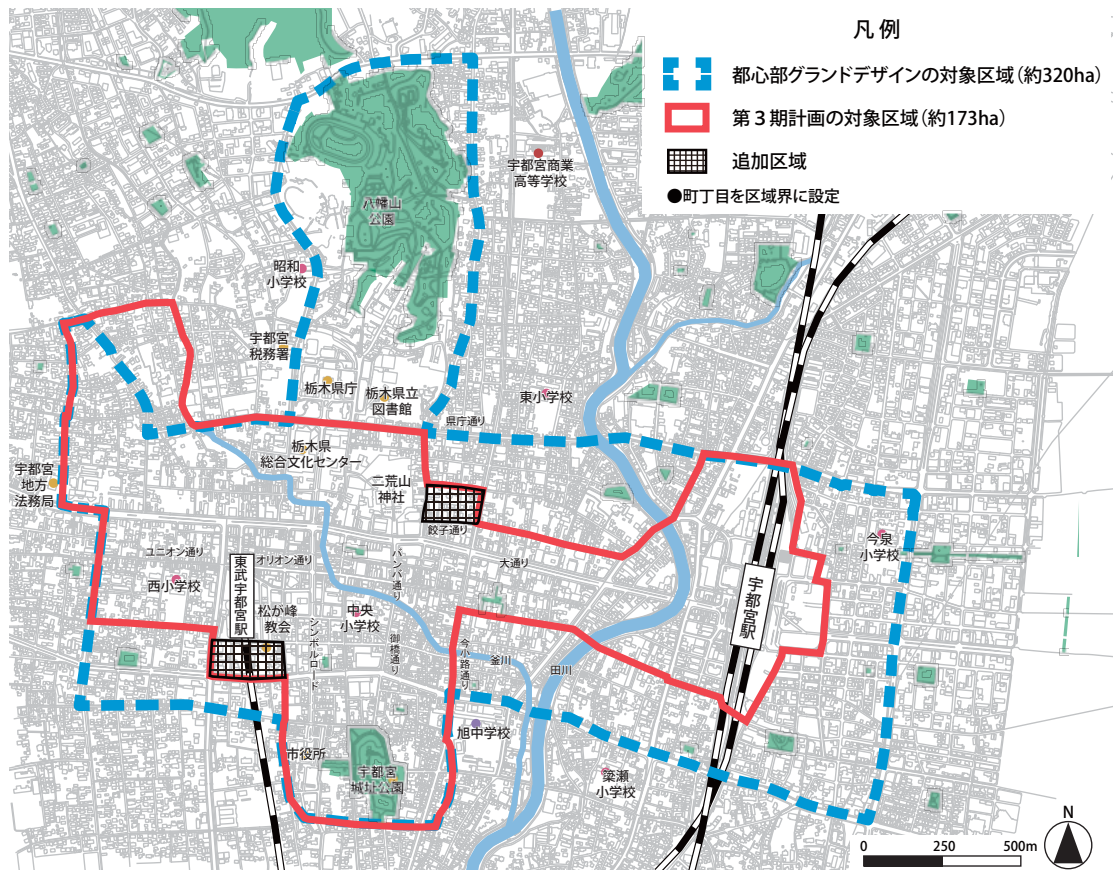 凡例
都心部グランドデザインの対象区域(約320ha)
第３期計画の対象区域(約173ha)
追加区域
●町丁目を区域界に設定
宇都宮商業
高等学校
八幡山
公園
昭和
小学校
宇都宮
税務署
栃木県庁
栃木県立
図書館
東小学校
県庁通り
栃木県
総合文化センター
宇都宮
地方
法務局
二荒山
神社
餃子通り
大通り
今泉
小学校
ユニオン通り
オリオン通り
バンバ通り
西小学校
東武宇都宮駅
松が峰
教会
シンボルロード
中央
小学校
御橋通り
今小路通り
釜川
田川
宇都宮駅
旭中学校
市役所
宇都宮
城址公園
簗瀬
小学校
N
0 250 500m